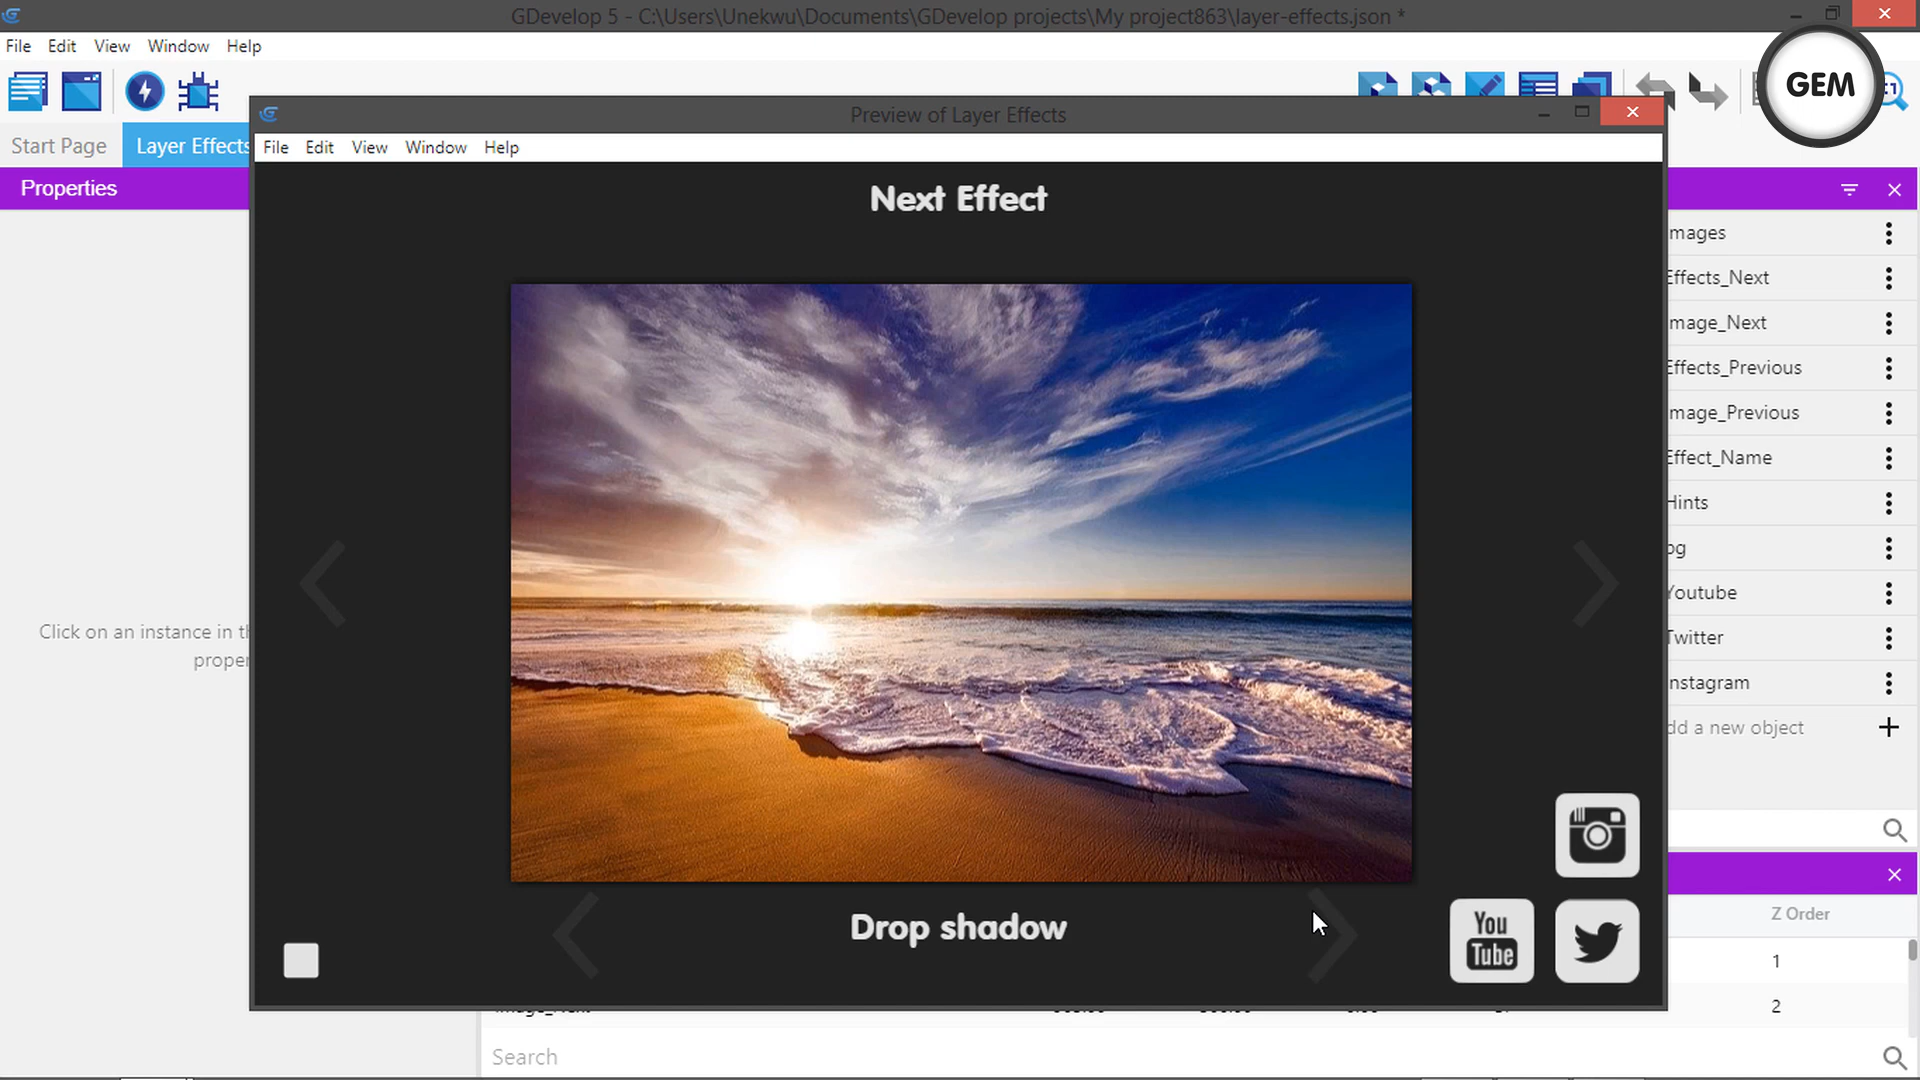 GDevelop 5 - C:\Users\Unekwu\Documents\GDevelop projects\My project863\layer-effects.json *
File Edit View Window Help
GEM
Start Page
Layer Effects
Preview of Layer Effects
File Edit View Window Help
Properties
Next Effect
mages
Effects_Next
mage_Next
Effects_Previous
mage_Previous
Effect_Name
Hints
og
Youtube
Twitter
nstagram
dd a new object
Click on an instance in th
proper
Drop shadow
You
Tube
Z Order
1
2
Search